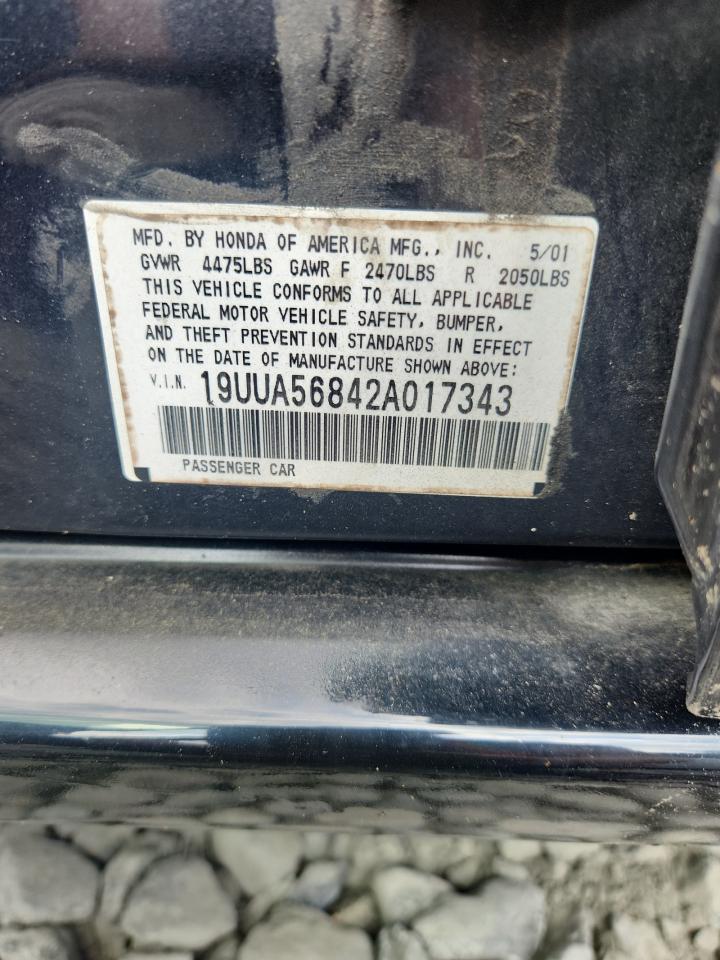 MFD. BY HONDA OF AMERICA MFG., INC. 5/01
GVWR 4475LBS GAWR F 2470LBS R 2050LBS
THIS VEHICLE CONFORMS TO ALL APPLICABLE
FEDERAL MOTOR VEHICLE SAFETY, BUMPER,
AND THEFT PREVENTION STANDARDS IN EFFECT
ON THE DATE OF MANUFACTURE SHOWN ABOVE:
V.I.N. 19UUA56842A017343
PASSENGER CAR